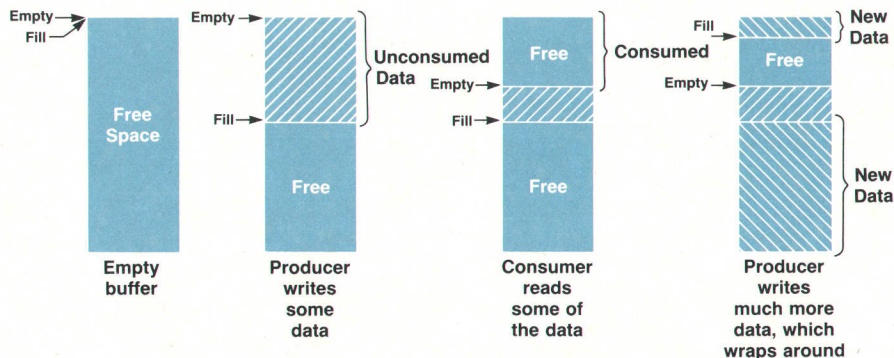 Empty
Fill
Free
Space
Empty
buffer
Empty
Fill
Unconsumed
Data
Free
Producer
writes
some
data
Free
Consumed
Empty
Fill
Free
Consumer
reads
some of
the data
New
Data
Fill
Free
Empty
New
Data
Producer
writes
much more
data, which
wraps around